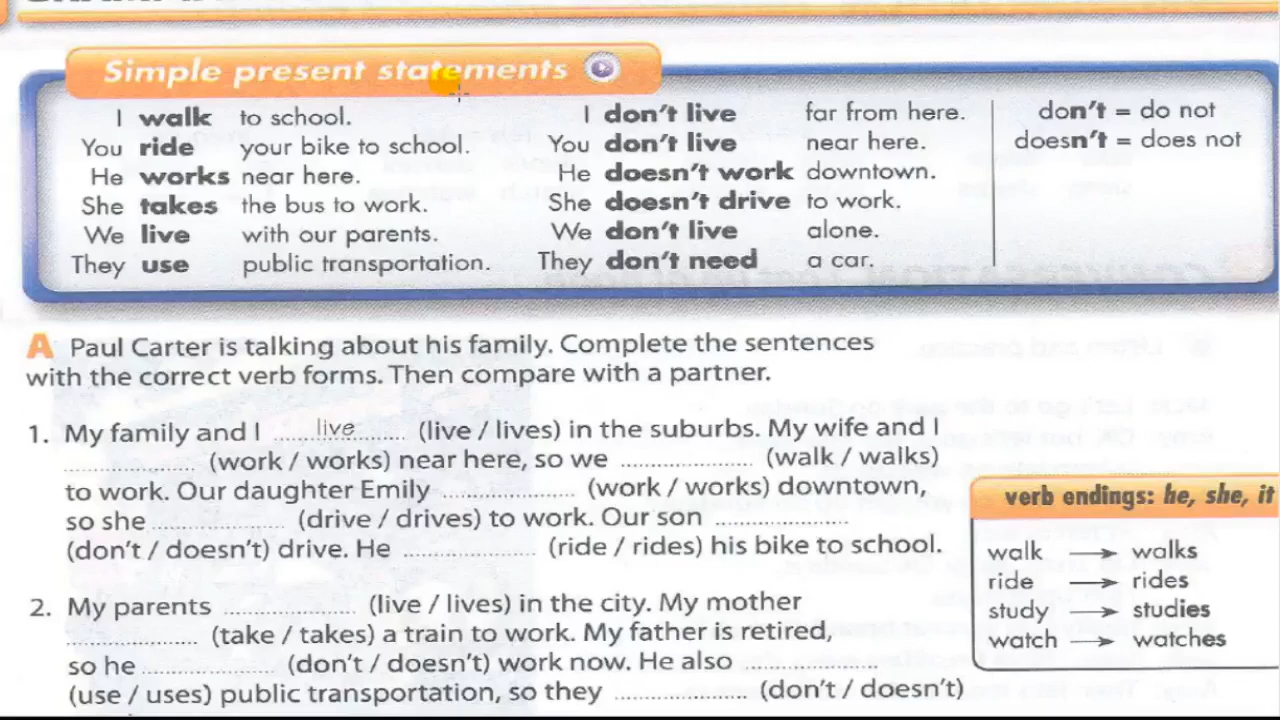 Simple present statements
I walk to school.
You ride your bike to school.
He works near here.
She takes the bus to work.
We live with our parents.
They use public transportation.
I don't live far from here.
You don't live near here.
He doesn't work downtown.
She doesn't drive to work.
We don't live alone.
They don't need a car.
don't = do not
doesn't = does not
A Paul Carter is talking about his family. Complete the sentences
with the correct verb forms. Then compare with a partner.
1. My family and I live (live / lives) in the suburbs. My wife and I
.................... (work / works) near here, so we .................... (walk / walks)
to work. Our daughter Emily .................... (work / works) downtown,
so she .................... (drive / drives) to work. Our son ....................
(don't / doesn't) drive. He .................... (ride / rides) his bike to school.
2. My parents .................... (live / lives) in the city. My mother
.................... (take / takes) a train to work. My father is retired,
so he .................... (don't / doesn't) work now. He also ....................
(use / uses) public transportation, so they .................... (don't / doesn't)
verb endings: he, she, it
walk → walks
ride → rides
study → studies
watch → watches